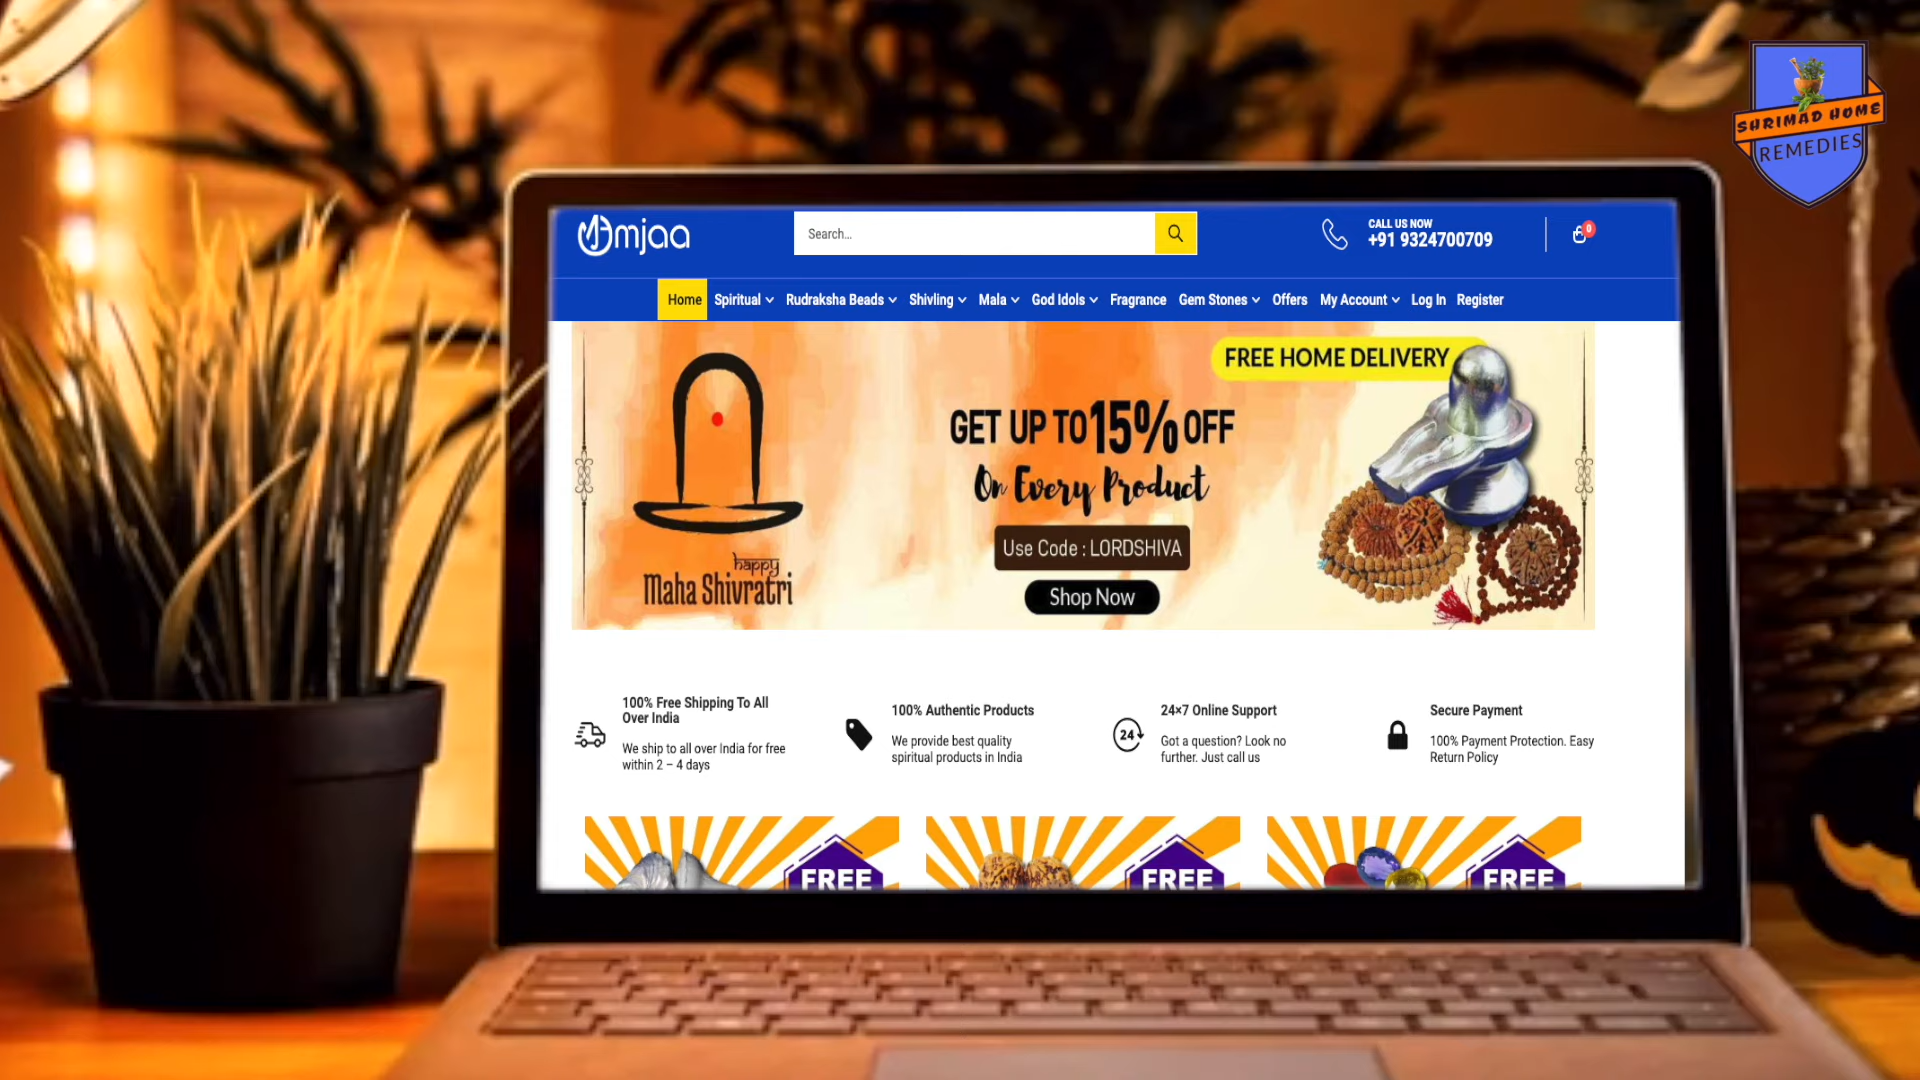 SHRIMAD HOME
REMEDIES
Omjaa
Search...
CALL US NOW
+91 9324700709
0
Home Spiritual Rudraksha Beads Shivling Mala God Idols Fragrance Gem Stones Offers My Account Log In Register
FREE HOME DELIVERY
GET UP TO 15% OFF
On Every Product
Use Code : LORDSHIVA
Shop Now
happy
Maha Shivratri
100% Free Shipping To All
Over India
We ship to all over India for free
within 2 – 4 days
100% Authentic Products
We provide best quality
spiritual products in India
24
24×7 Online Support
Got a question? Look no
further. Just call us
Secure Payment
100% Payment Protection. Easy
Return Policy
FREE
FREE
FREE